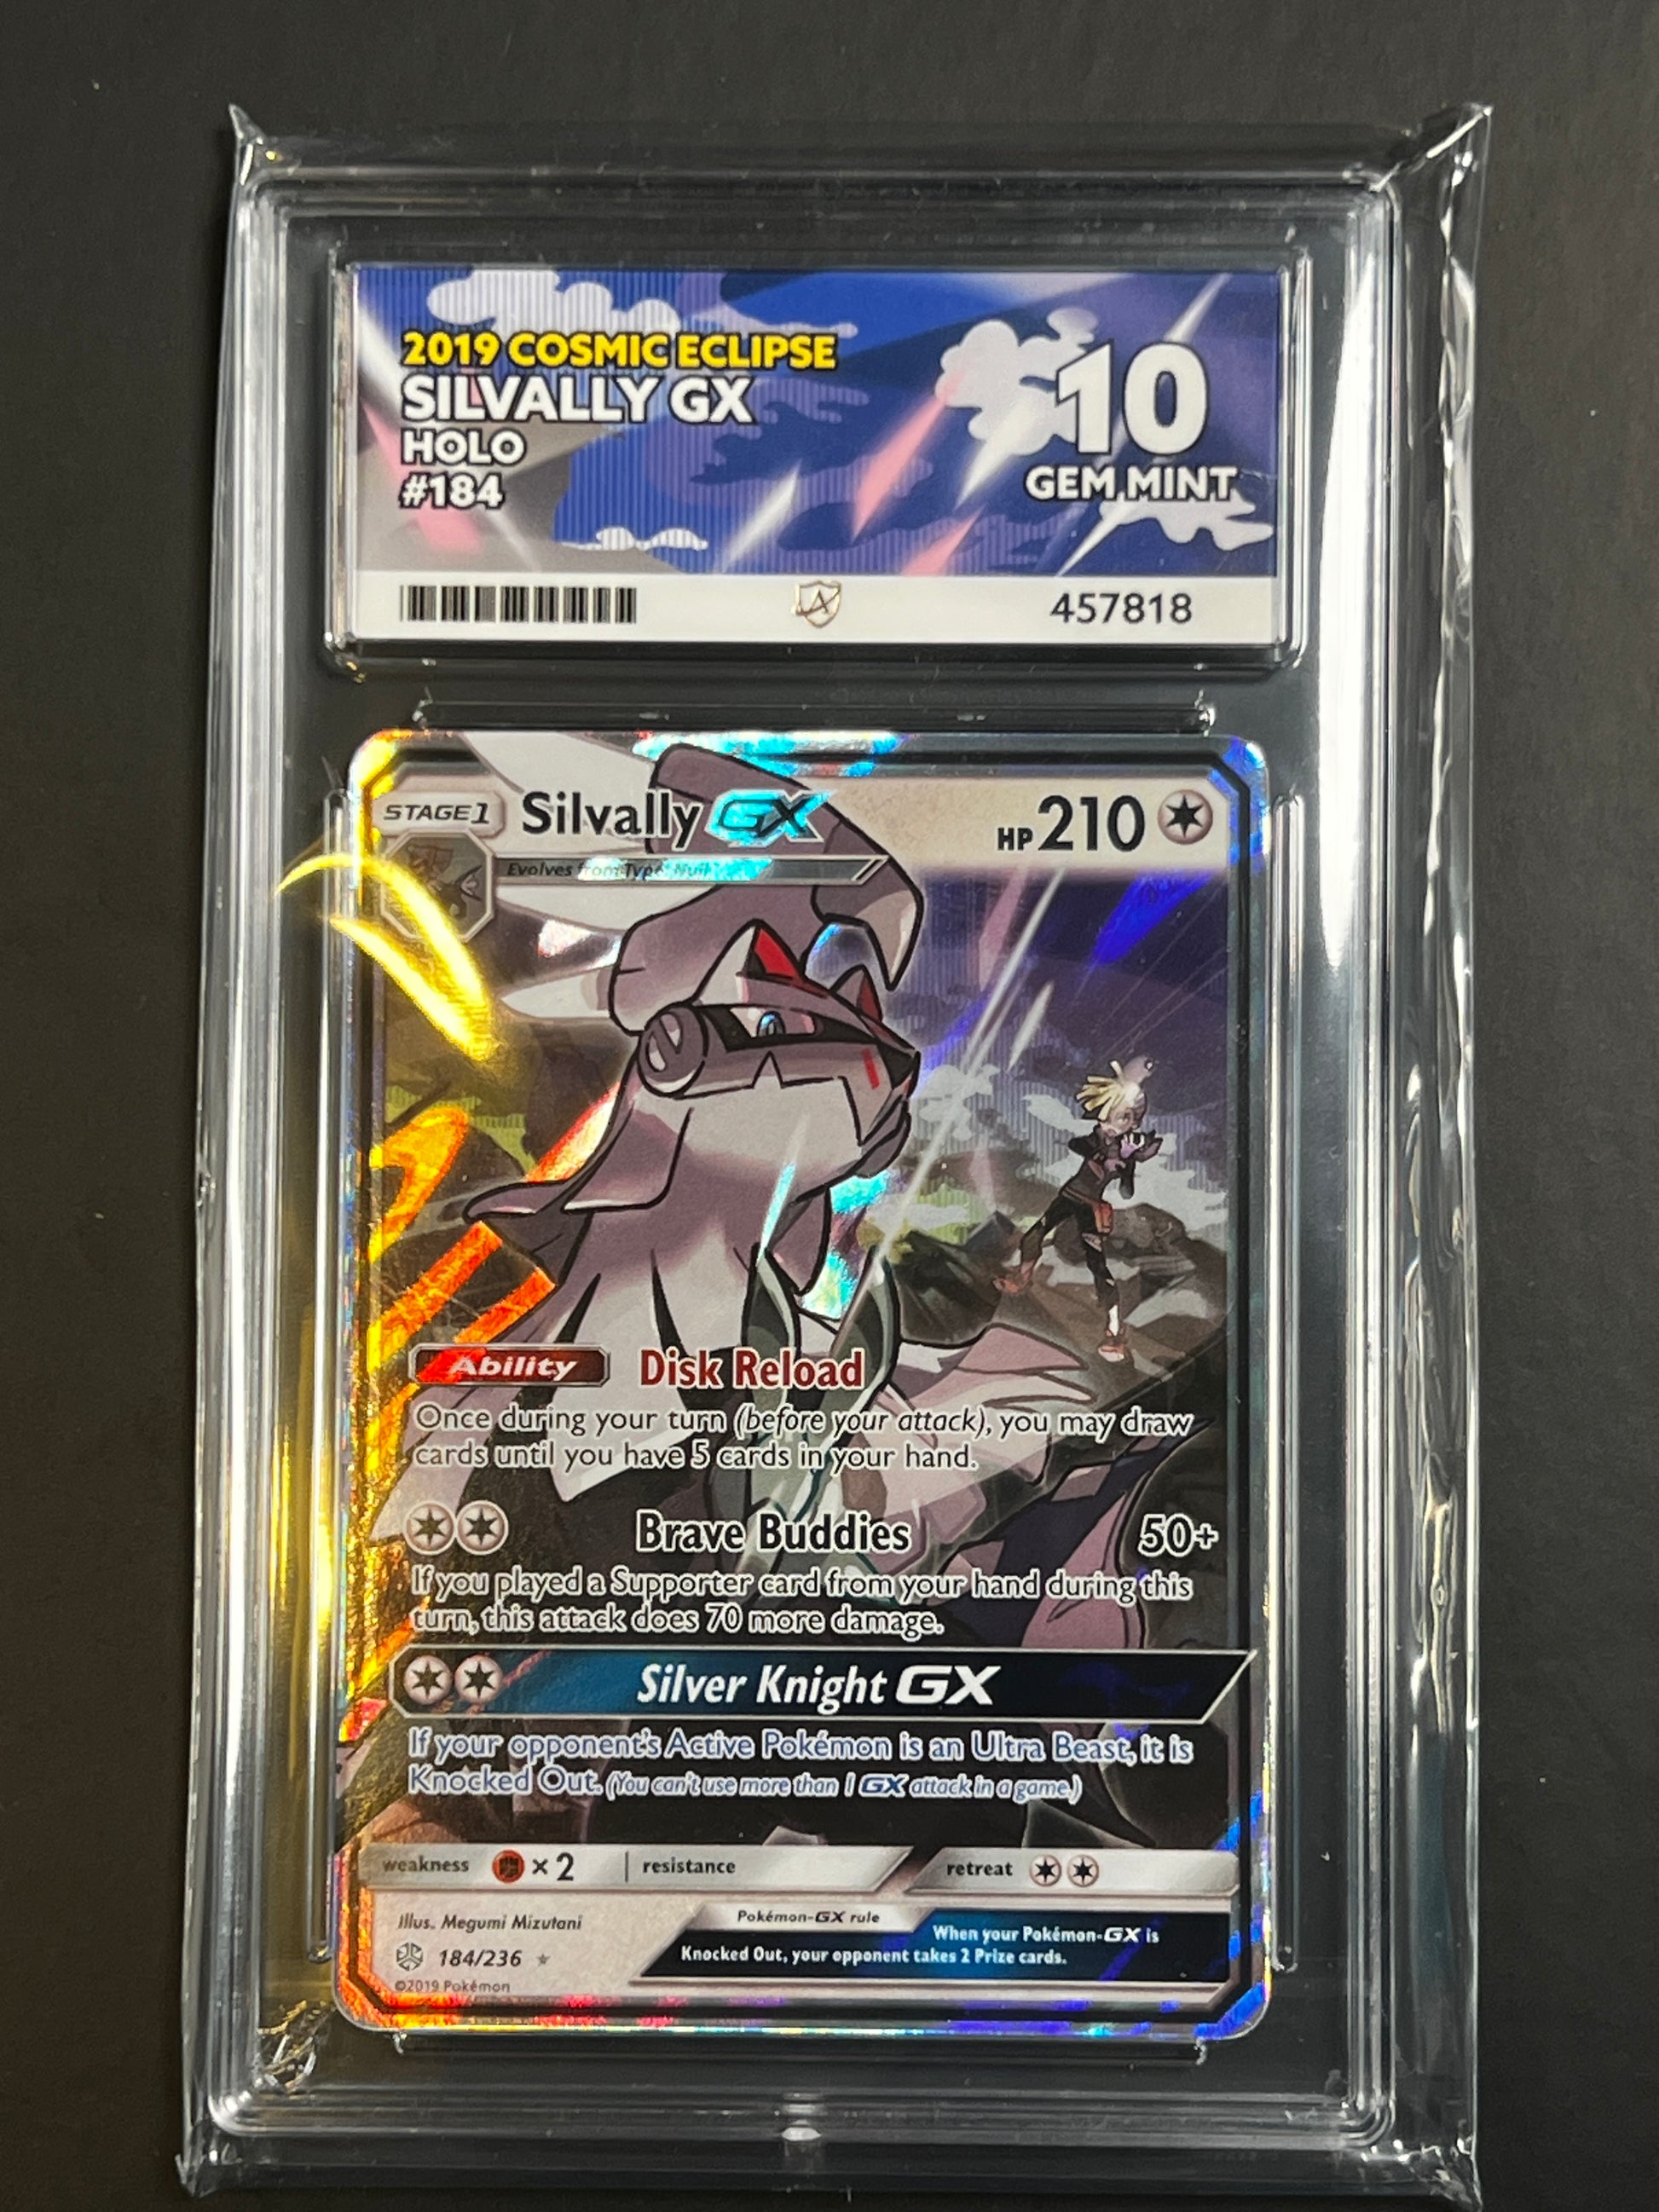 2019 COSMIC ECLIPSE
SILVALLY GX
HOLO
#184
10
GEM MINT
457818
STAGE1
Silvally GX
HP 210
Evolves from Type: Null
Ability Disk Reload
Once during your turn (before your attack), you may draw
cards until you have 5 cards in your hand.
Brave Buddies 50+
If you played a Supporter card from your hand during this
turn, this attack does 70 more damage.
Silver Knight GX
If your opponent's Active Pokémon is an Ultra Beast, it is
Knocked Out. (You can't use more than 1 GX attack in a game.)
weakness ×2 resistance retreat
Illus. Megumi Mizutani
184/236
©2019 Pokémon
Pokémon-GX rule
When your Pokémon-GX is
Knocked Out, your opponent takes 2 Prize cards.